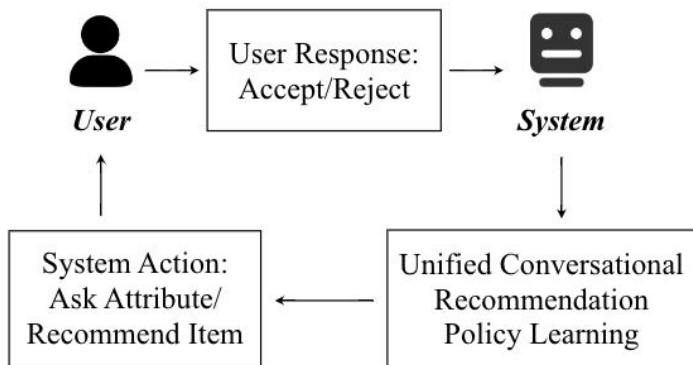 User Response:
Accept/Reject
User
System
System Action:
Ask Attribute/
Recommend Item
Unified Conversational
Recommendation
Policy Learning